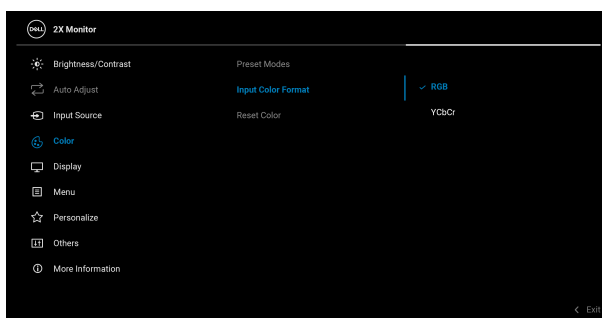 DELL 2X Monitor
Brightness/Contrast Preset Modes
Auto Adjust Input Color Format ✓ RGB
Input Source Reset Color YCbCr
Color
Display
Menu
Personalize
Others
More Information
< Exit